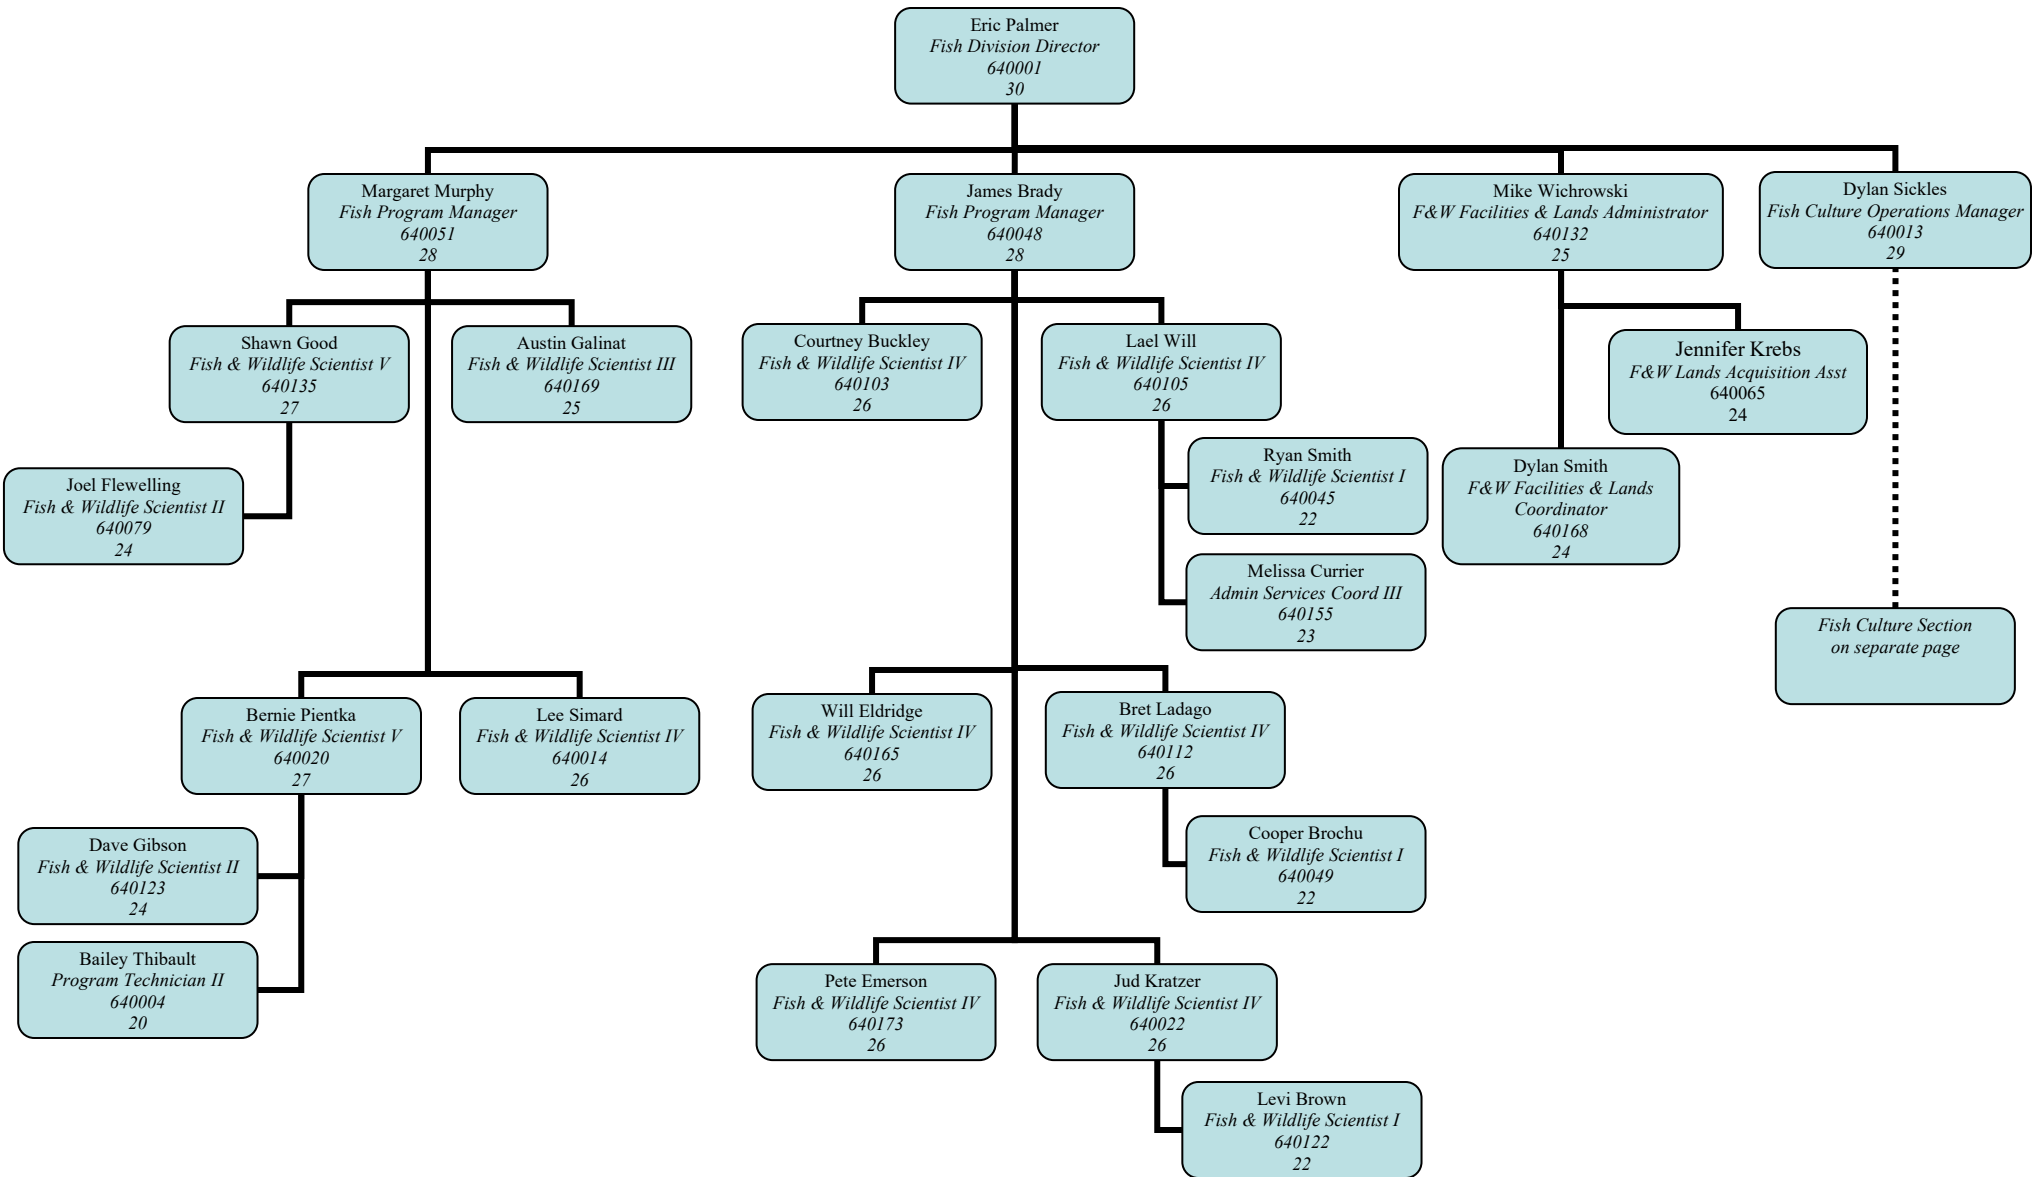 Eric Palmer
Fish Division Director
640001
30
Margaret Murphy
Fish Program Manager
640051
28
James Brady
Fish Program Manager
640048
28
Mike Wichrowski
F&W Facilities & Lands Administrator
640132
25
Dylan Sickles
Fish Culture Operations Manager
640013
29
Shawn Good
Fish & Wildlife Scientist V
640135
27
Austin Galinat
Fish & Wildlife Scientist III
640169
25
Courtney Buckley
Fish & Wildlife Scientist IV
640103
26
Lael Will
Fish & Wildlife Scientist IV
640105
26
Jennifer Krebs
F&W Lands Acquisition Asst
640065
24
Joel Flewelling
Fish & Wildlife Scientist II
640079
24
Ryan Smith
Fish & Wildlife Scientist I
640045
22
Dylan Smith
F&W Facilities & Lands
Coordinator
640168
24
Melissa Currier
Admin Services Coord III
640155
23
Fish Culture Section
on separate page
Bernie Pientka
Fish & Wildlife Scientist V
640020
27
Lee Simard
Fish & Wildlife Scientist IV
640014
26
Will Eldridge
Fish & Wildlife Scientist IV
640165
26
Bret Ladago
Fish & Wildlife Scientist IV
640112
26
Dave Gibson
Fish & Wildlife Scientist II
640123
24
Cooper Brochu
Fish & Wildlife Scientist I
640049
22
Bailey Thibault
Program Technician II
640004
20
Pete Emerson
Fish & Wildlife Scientist IV
640173
26
Jud Kratzer
Fish & Wildlife Scientist IV
640022
26
Levi Brown
Fish & Wildlife Scientist I
640122
22